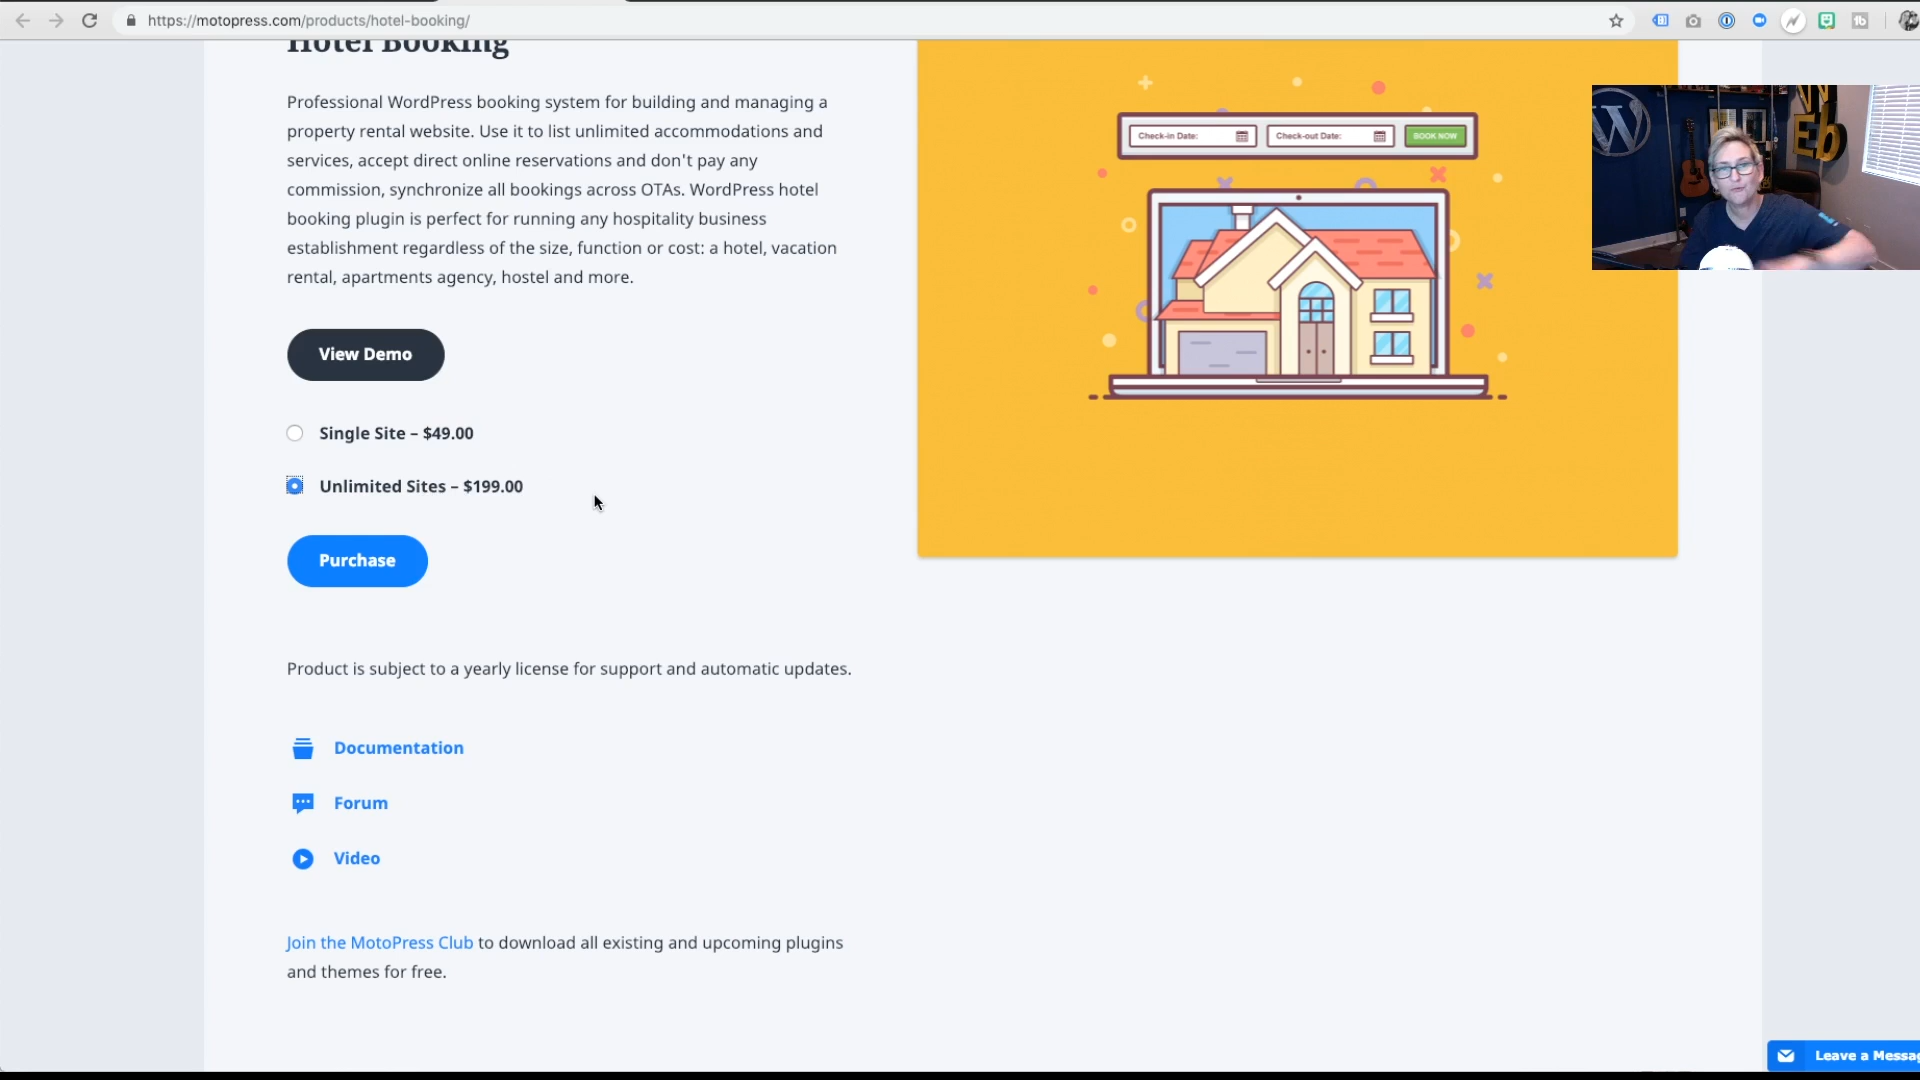 https://motopress.com/products/hotel-booking/
Hotel Booking
Professional WordPress booking system for building and managing a
property rental website. Use it to list unlimited accommodations and
services, accept direct online reservations and don't pay any
commission, synchronize all bookings across OTAs. WordPress hotel
booking plugin is perfect for running any hospitality business
establishment regardless of the size, function or cost: a hotel, vacation
rental, apartments agency, hostel and more.
View Demo
Single Site – $49.00
Unlimited Sites – $199.00
Purchase
Product is subject to a yearly license for support and automatic updates.
Documentation
Forum
Video
Join the MotoPress Club to download all existing and upcoming plugins
and themes for free.
Check-in Date:
Check-out Date:
BOOK NOW
W
Eb
Leave a Messag